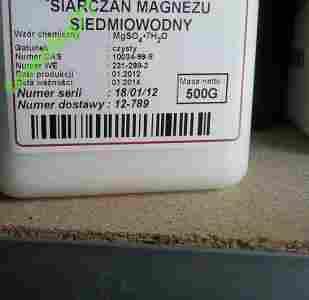 SIARCZAN MAGNEZU
SIEDMIOWODNY
Wzór chemiczny : MgSO₄·7H₂O
Gatunek : czysty
Numer CAS : 10034-99-8
Numer WE : 231-298-2
Data produkcji : 01.2012
Data ważności : 01.2014
Masa netto
500G
Numer serii : 18/01/12
Numer dostawy : 12-789